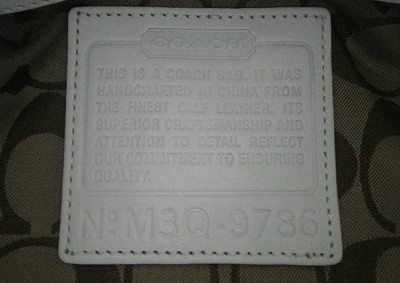 COACH
THIS IS A COACH BAG. IT WAS
HANDCRAFTED IN CHINA FROM
THE FINEST CALF LEATHER. ITS
SUPERIOR CRAFTSMANSHIP AND
ATTENTION TO DETAIL REFLECT
OUR COMMITMENT TO ENDURING
QUALITY.
Nº M3Q-9786